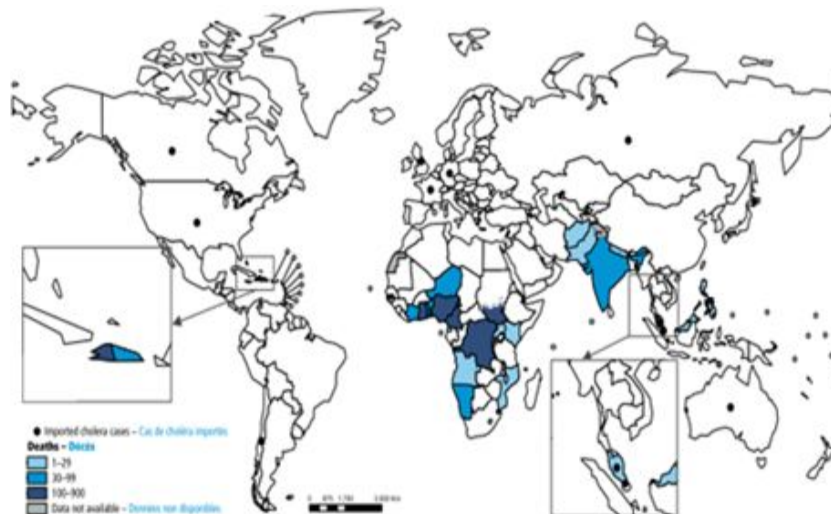 Imported cholera cases – Cas de choléra importés
Deaths – Décès
1–29
30–99
100–900
Data not available – Données non disponibles
0